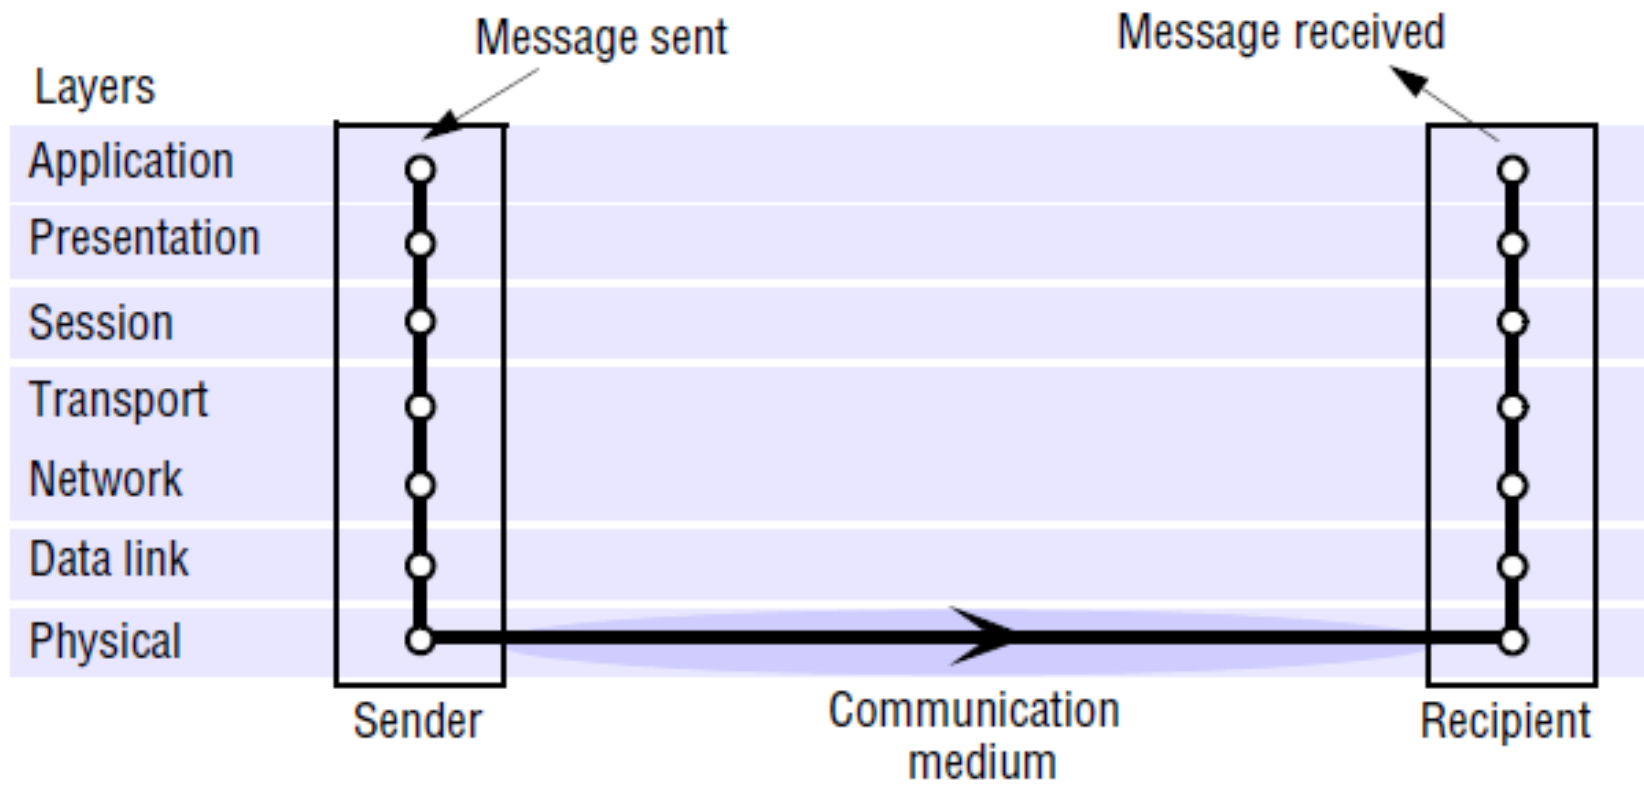 Message sent
Message received
Layers
Application
Presentation
Session
Transport
Network
Data link
Physical
Sender
Communication
medium
Recipient